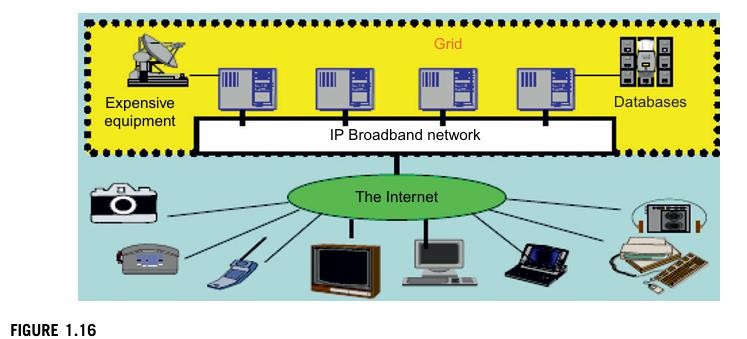 Grid
Expensive
equipment
Databases
IP Broadband network
The Internet
FIGURE 1.16